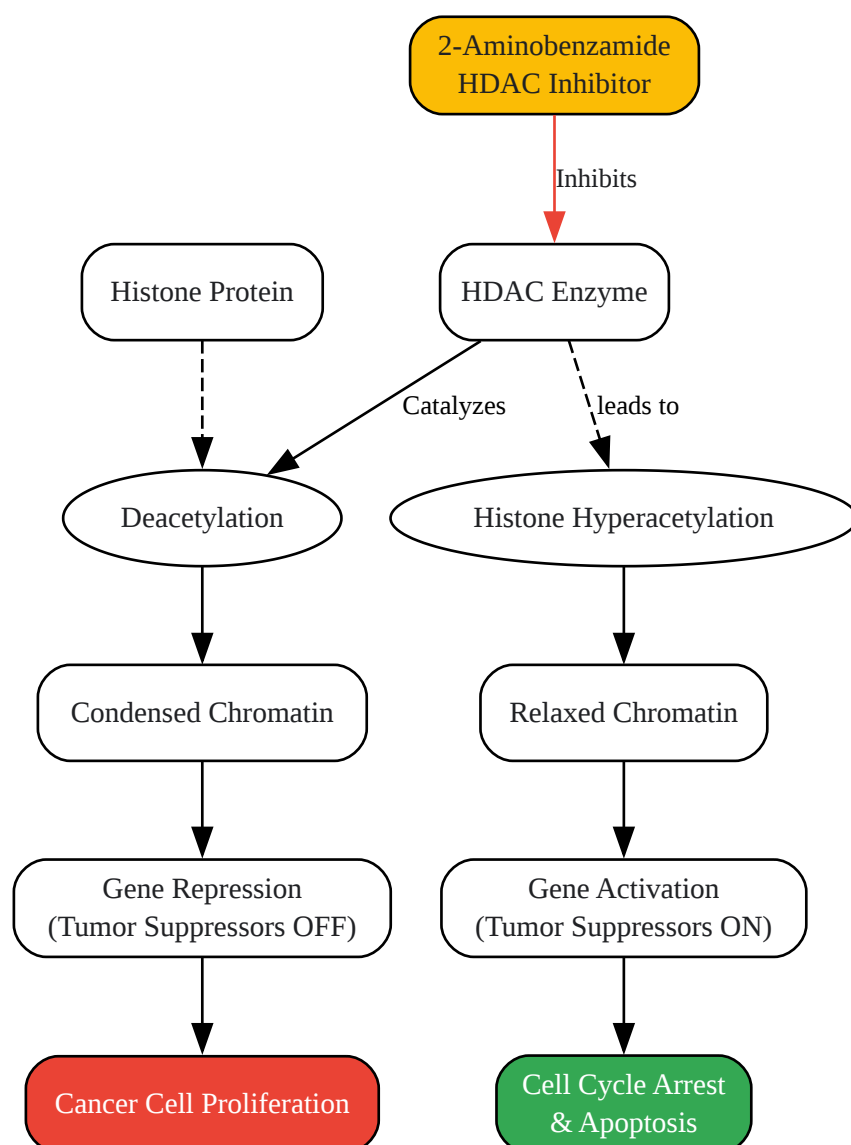 2-Aminobenzamide
HDAC Inhibitor
Inhibits
Histone Protein
HDAC Enzyme
Catalyzes
leads to
Deacetylation
Histone Hyperacetylation
Condensed Chromatin
Relaxed Chromatin
Gene Repression
(Tumor Suppressors OFF)
Gene Activation
(Tumor Suppressors ON)
Cancer Cell Proliferation
Cell Cycle Arrest
& Apoptosis